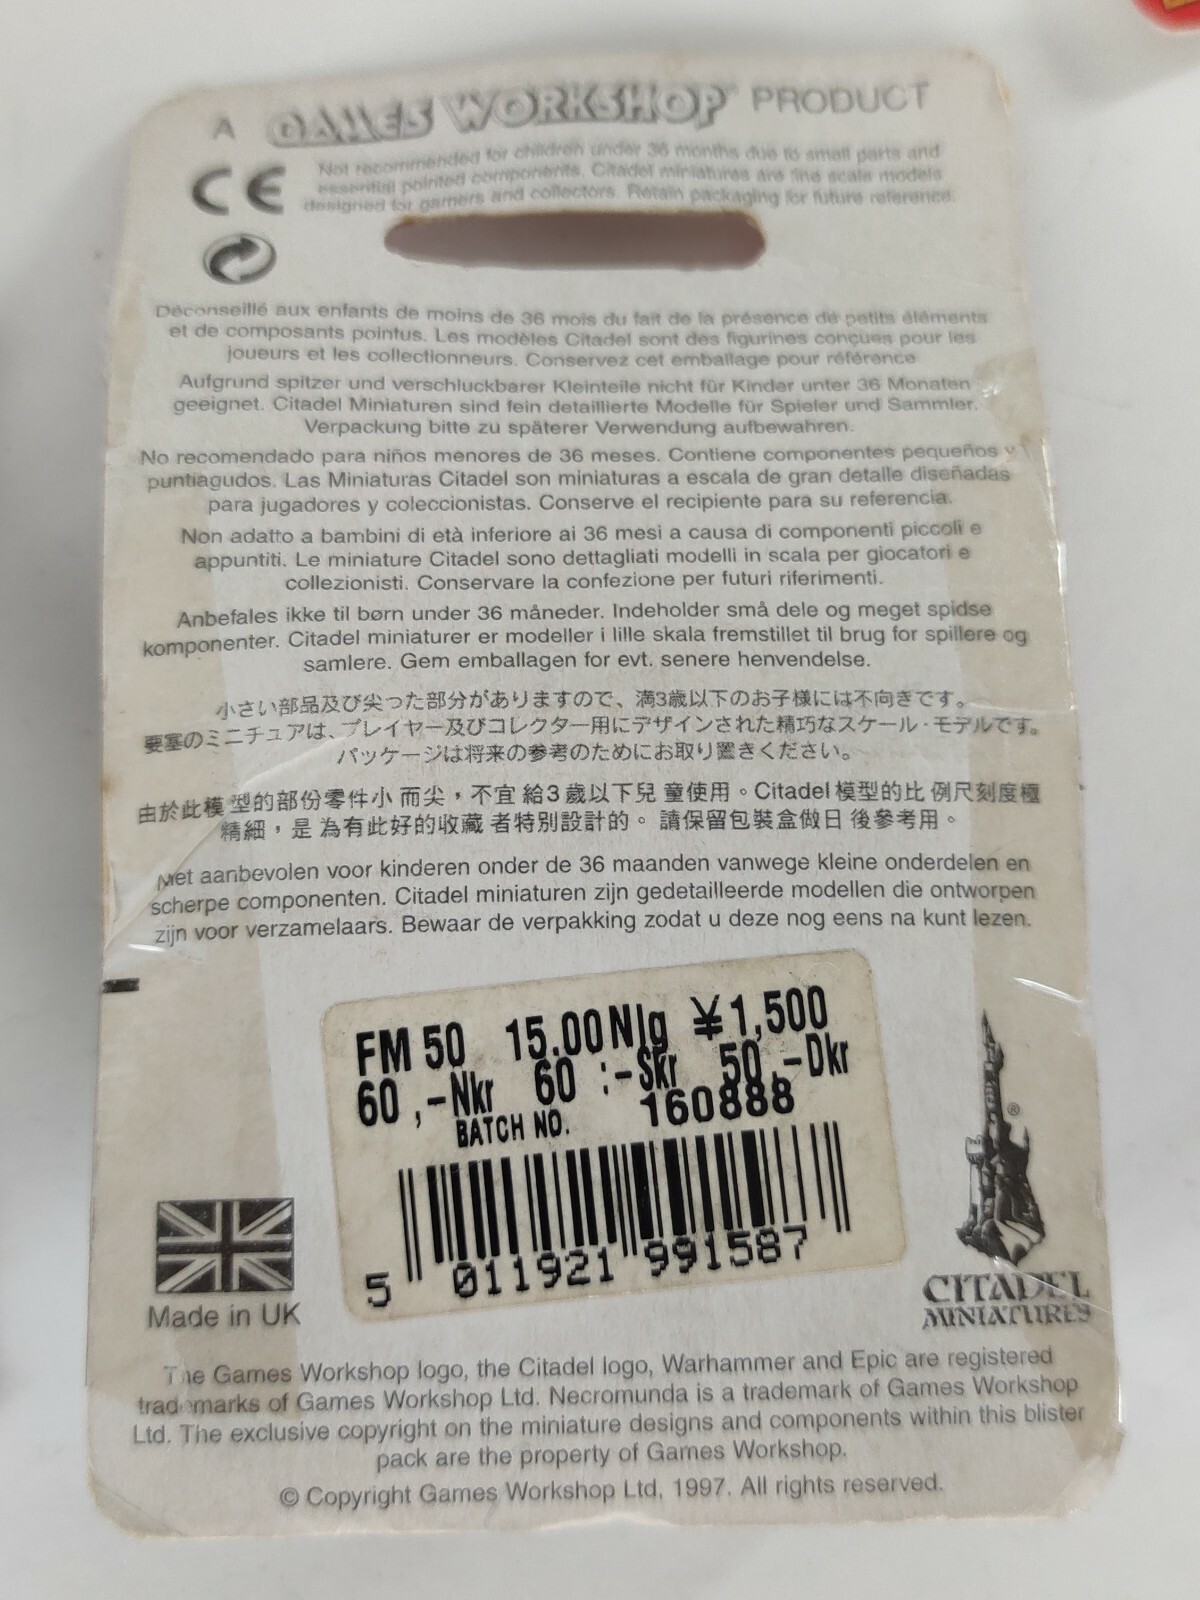 A GAMES WORKSHOP PRODUCT
CE
Not recommended for children under 36 months due to small parts and
essential pointed components. Citadel miniatures are fine scale models
designed for gamers and collectors. Retain packaging for future reference.
Déconseillé aux enfants de moins de 36 mois du fait de la présence de petits éléments
et de composants pointus. Les modèles Citadel sont des figurines conçues pour les
joueurs et les collectionneurs. Conservez cet emballage pour référence
Aufgrund spitzer und verschluckbarer Kleinteile nicht für Kinder unter 36 Monaten
geeignet. Citadel Miniaturen sind fein detaillierte Modelle für Spieler und Sammler.
Verpackung bitte zu späterer Verwendung aufbewahren.
No recomendado para niños menores de 36 meses. Contiene componentes pequeños y
puntiagudos. Las Miniaturas Citadel son miniaturas a escala de gran detalle diseñadas
para jugadores y coleccionistas. Conserve el recipiente para su referencia.
Non adatto a bambini di età inferiore ai 36 mesi a causa di componenti piccoli e
appuntiti. Le miniature Citadel sono dettagliati modelli in scala per giocatori e
collezionisti. Conservare la confezione per futuri riferimenti.
Anbefales ikke til børn under 36 måneder. Indeholder små dele og meget spidse
komponenter. Citadel miniaturer er modeller i lille skala fremstillet til brug for spillere og
samlere. Gem emballagen for evt. senere henvendelse.
小さい部品及び尖った部分がありますので、満3歳以下のお子様には不向きです。
要塞のミニチュアは、プレイヤー及びコレクター用にデザインされた精巧なスケール・モデルです。
パッケージは将来の参考のためにお取り置きください。
由於此模型的部份零件小而尖，不宜給3歲以下兒童使用。Citadel模型的比例尺刻度極
精細，是為有此好的收藏者特別設計的。請保留包裝盒做日後參考用。
Niet aanbevolen voor kinderen onder de 36 maanden vanwege kleine onderdelen en
scherpe componenten. Citadel miniaturen zijn gedetailleerde modellen die ontworpen
zijn voor verzamelaars. Bewaar de verpakking zodat u deze nog eens na kunt lezen.
FM 50 15.00Nlg ¥1,500
60,-Nkr 60:-Skr 50,-Dkr
BATCH NO. 160888
5 011921 991587
Made in UK
®
CITADEL
MINIATURES
The Games Workshop logo, the Citadel logo, Warhammer and Epic are registered
trademarks of Games Workshop Ltd. Necromunda is a trademark of Games Workshop
Ltd. The exclusive copyright on the miniature designs and components within this blister
pack are the property of Games Workshop.
© Copyright Games Workshop Ltd, 1997. All rights reserved.